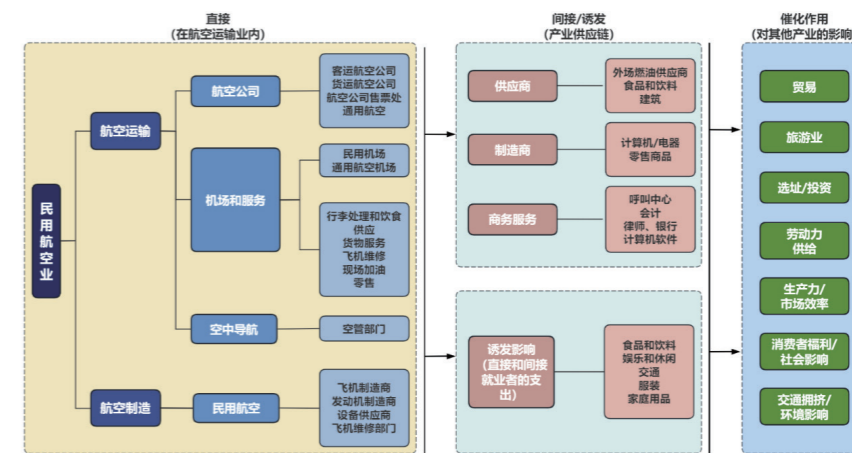 直接
（在航空运输业内）
间接/诱发
（产业供应链）
催化作用
（对其他产业的影响
民用航空业
航空运输
航空制造
航空公司
机场和服务
空中导航
民用航空
客运航空公司
货运航空公司
航空公司售票处
通用航空
民用机场
通用航空机场
行李处理和饮食
供应
货物服务
飞机维修
现场加油
零售
空管部门
飞机制造商
发动机制造商
设备供应商
飞机维修部门
供应商
外场燃油供应商
食品和饮料
建筑
制造商
计算机/电器
零售商品
商务服务
呼叫中心
会计
律师、银行
计算机软件
诱发影响
（直接和间接
就业者的支
出）
食品和饮料
娱乐和休闲
交通
服装
家庭用品
贸易
旅游业
选址/投资
劳动力
供给
生产力/
市场效率
消费者福利/
社会影响
交通拥挤/
环境影响